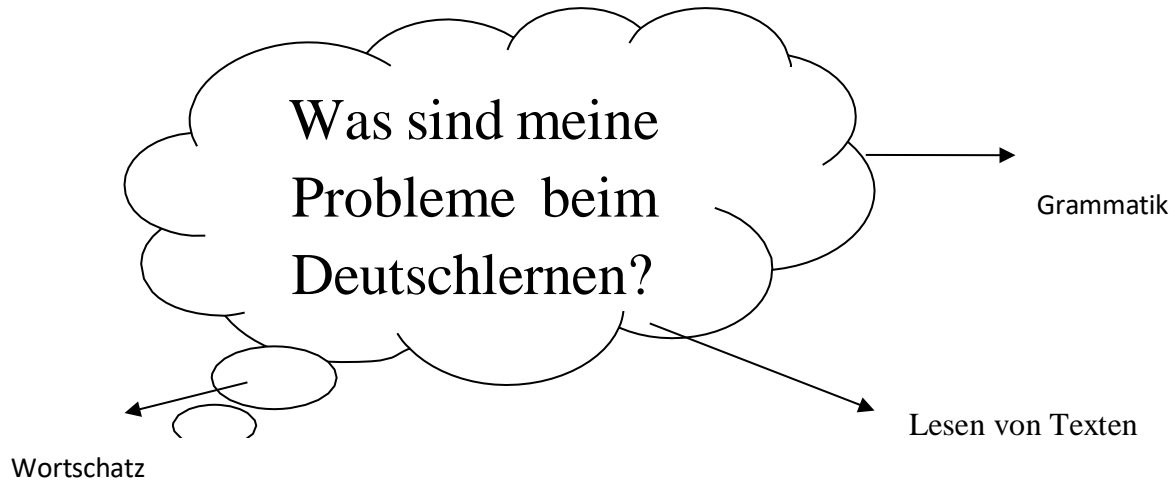 Was sind meine
Probleme beim
Deutschlernen?
Grammatik
Lesen von Texten
Wortschatz